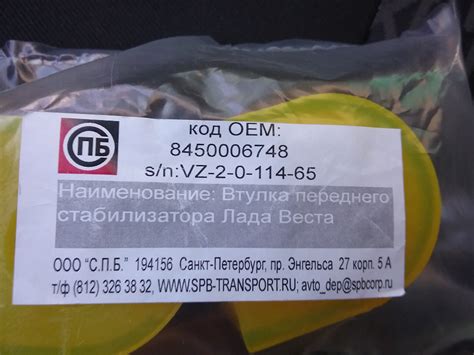 СПБ
код OEM:
8450006748
s/n:VZ-2-0-114-65
Наименование: Втулка переднего
стабилизатора Лада Веста
ООО "С.П.Б." 194156 Санкт-Петербург, пр. Энгельса 27 корп. 5 А
т/ф (812) 326 38 32, WWW.SPB-TRANSPORT.RU; avto_dep@spbcorp.ru